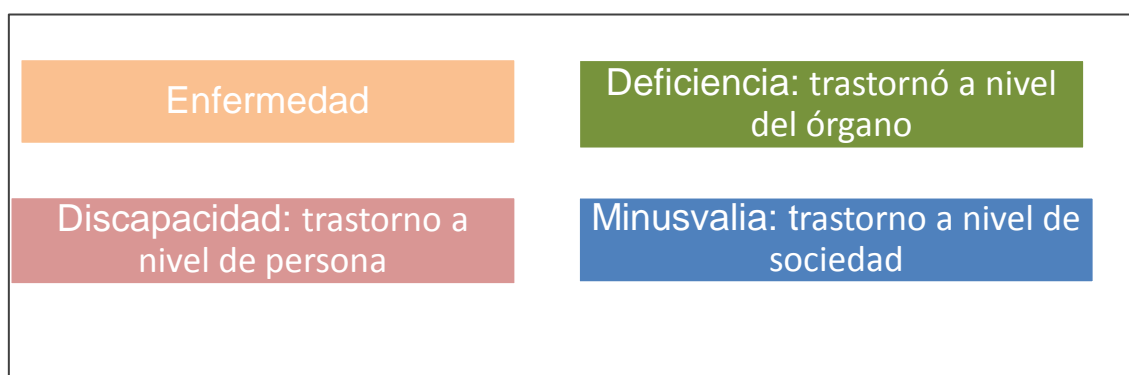 Enfermedad
Deficiencia: trastornó a nivel
del órgano
Discapacidad: trastorno a
nivel de persona
Minusvalia: trastorno a nivel de
sociedad